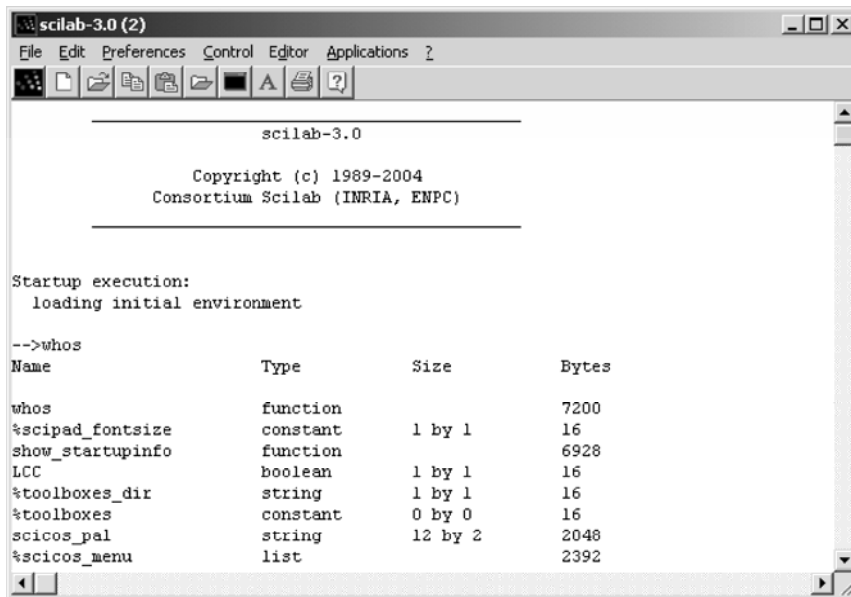 scilab-3.0 (2)
File Edit Preferences Control Editor Applications ?
A ?
scilab-3.0
Copyright (c) 1989-2004
Consortium Scilab (INRIA, ENPC)
Startup execution:
loading initial environment
-->whos
Name Type Size Bytes
whos function 7200
%scipad_fontsize constant 1 by 1 16
show_startupinfo function 6928
LCC boolean 1 by 1 16
%toolboxes_dir string 1 by 1 16
%toolboxes constant 0 by 0 16
scicos_pal string 12 by 2 2048
%scicos_menu list 2392